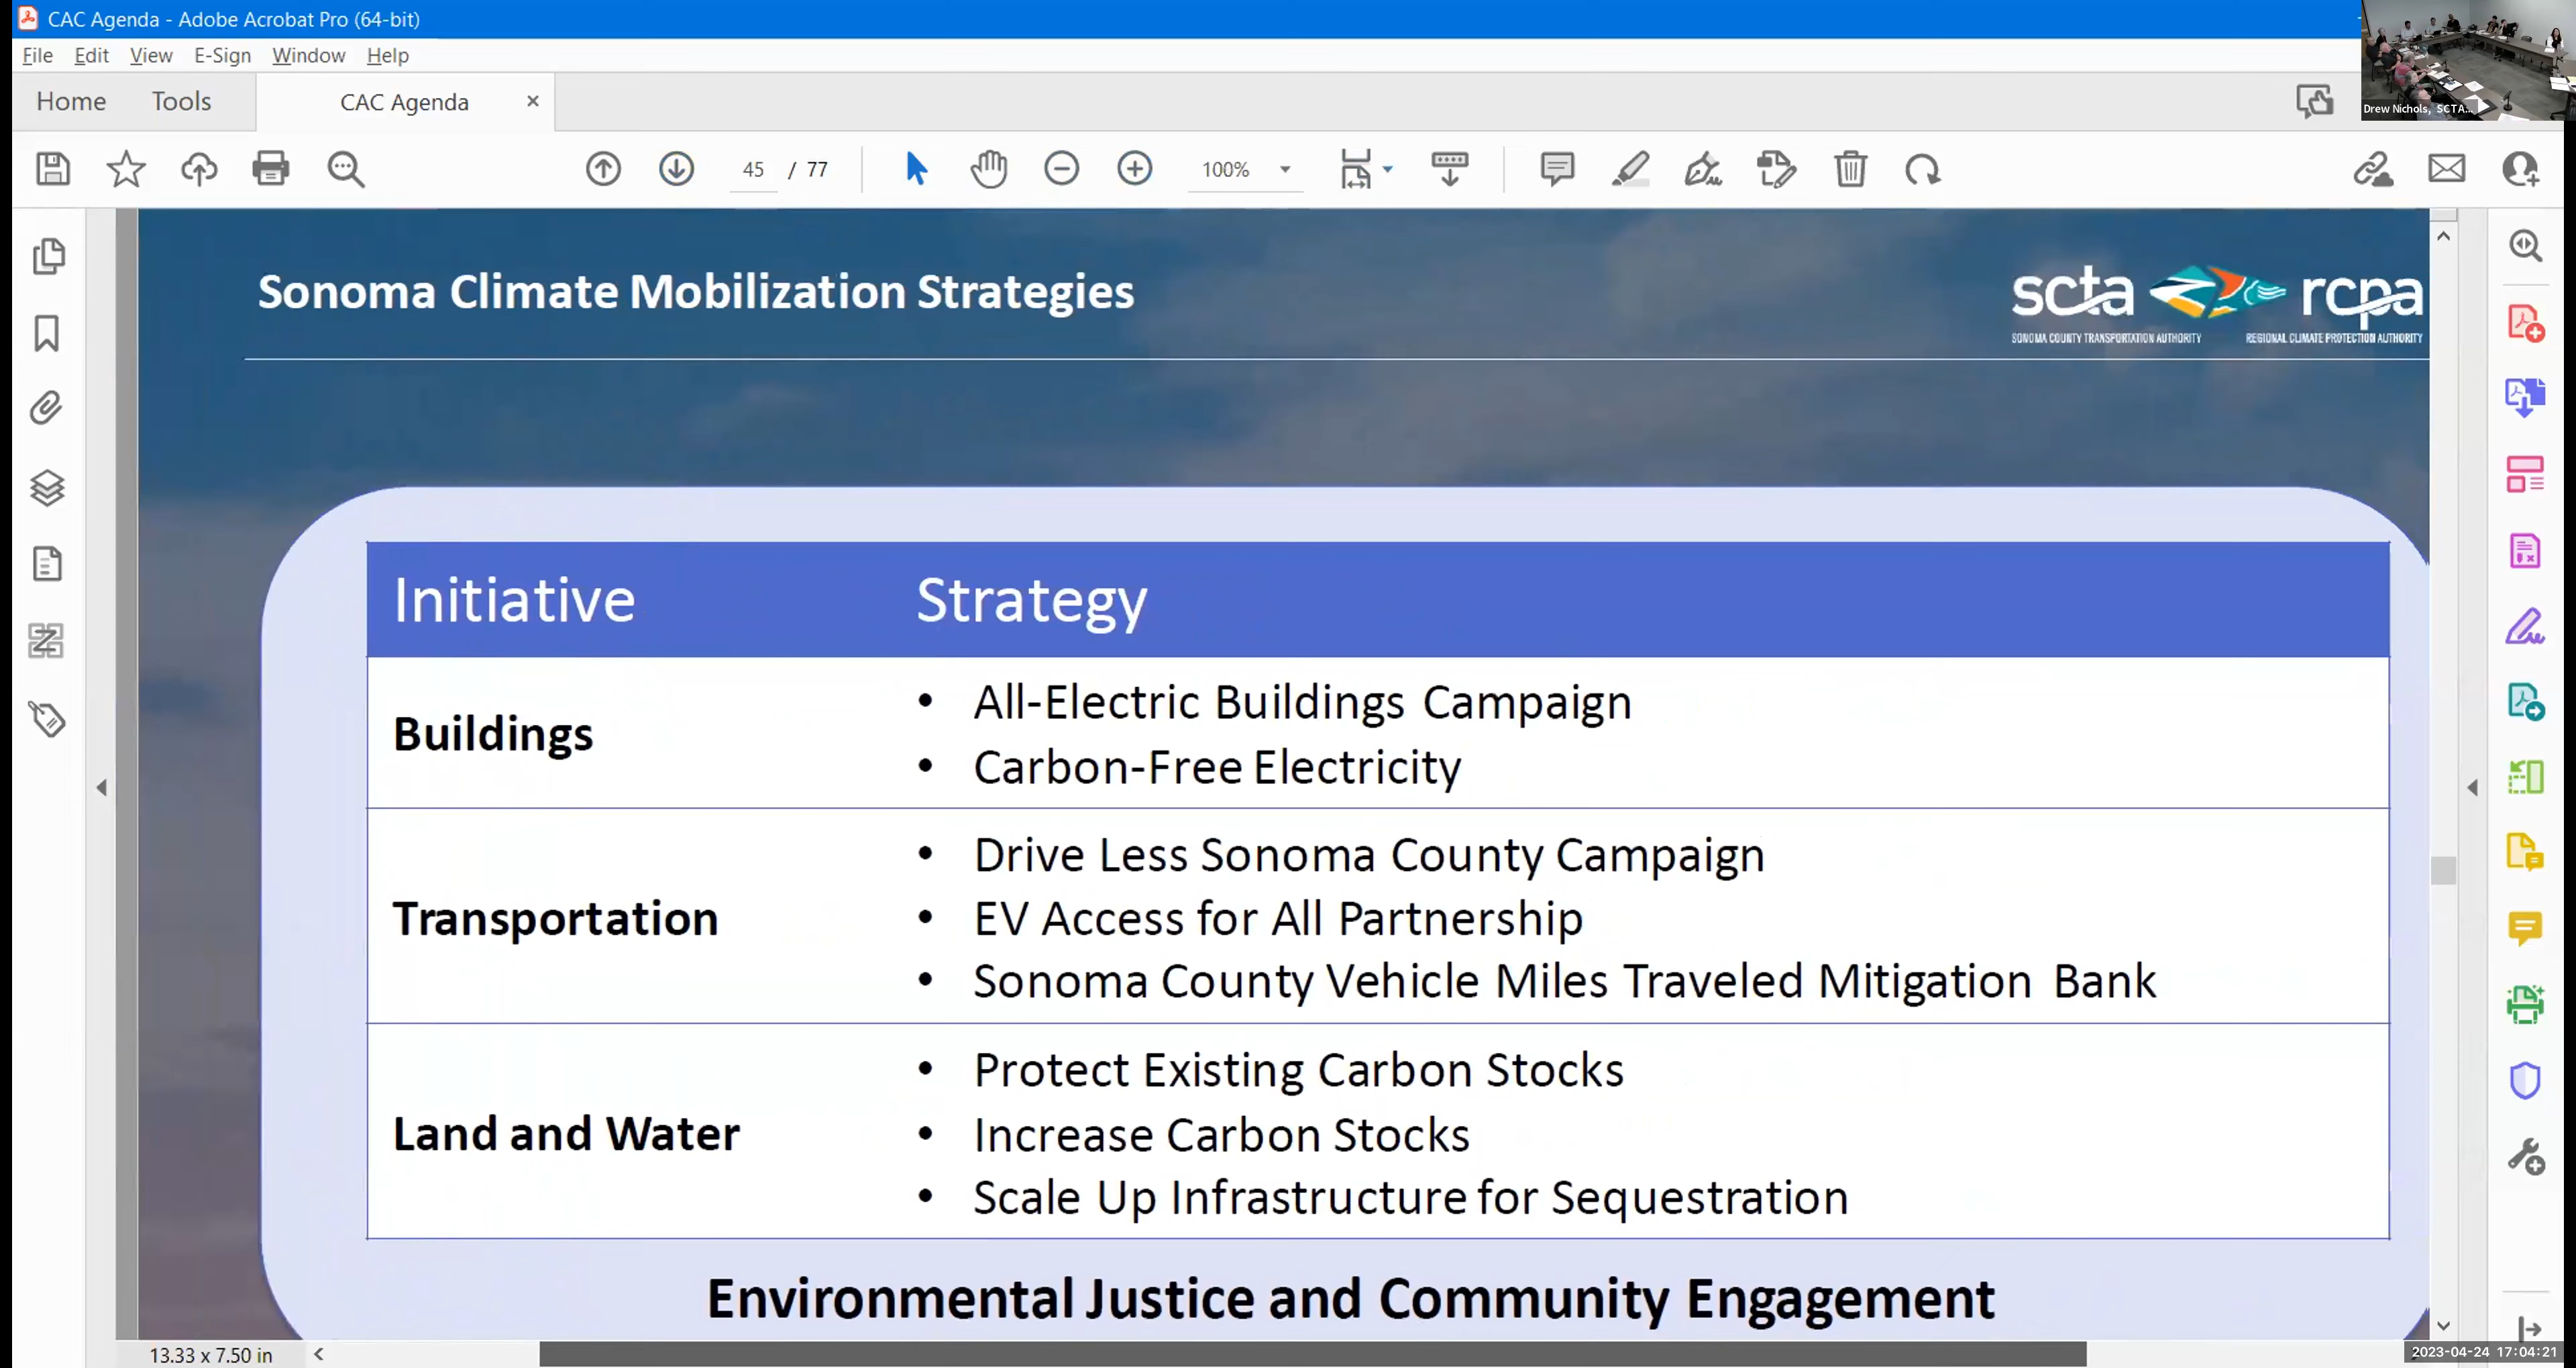 CAC Agenda - Adobe Acrobat Pro (64-bit)
File Edit View E-Sign Window Help
Home Tools CAC Agenda ×
45 / 77 100%
Drew Nichols, SCTA...
Sonoma Climate Mobilization Strategies
scta rcpa
SONOMA COUNTY TRANSPORTATION AUTHORITY REGIONAL CLIMATE PROTECTION AUTHORITY
Initiative Strategy
Buildings
• All-Electric Buildings Campaign
• Carbon-Free Electricity
Transportation
• Drive Less Sonoma County Campaign
• EV Access for All Partnership
• Sonoma County Vehicle Miles Traveled Mitigation Bank
Land and Water
• Protect Existing Carbon Stocks
• Increase Carbon Stocks
• Scale Up Infrastructure for Sequestration
Environmental Justice and Community Engagement
13.33 x 7.50 in
2023-04-24 17:04:21